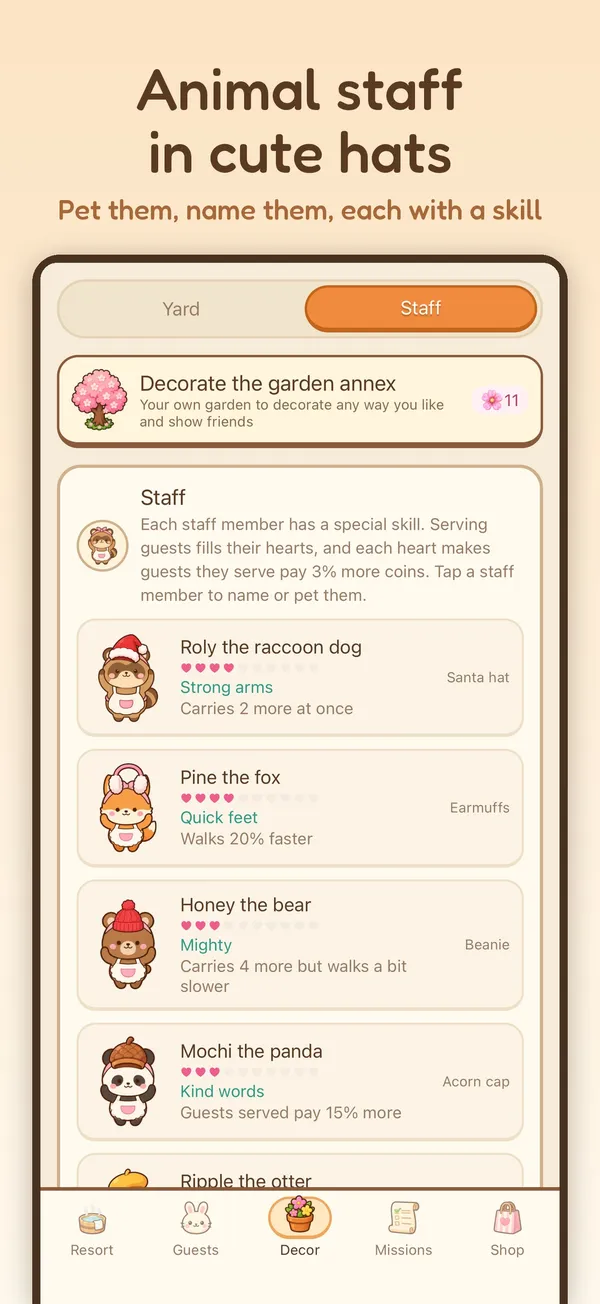 Animal staff
in cute hats
Pet them, name them, each with a skill
Yard
Staff
Decorate the garden annex
Your own garden to decorate any way you like
and show friends
11
Staff
Each staff member has a special skill. Serving
guests fills their hearts, and each heart makes
guests they serve pay 3% more coins. Tap a staff
member to name or pet them.
Roly the raccoon dog
Strong arms
Carries 2 more at once
Santa hat
Pine the fox
Quick feet
Walks 20% faster
Earmuffs
Honey the bear
Mighty
Carries 4 more but walks a bit
slower
Beanie
Mochi the panda
Kind words
Guests served pay 15% more
Acorn cap
Ripple the otter
Resort
Guests
Decor
Missions
Shop